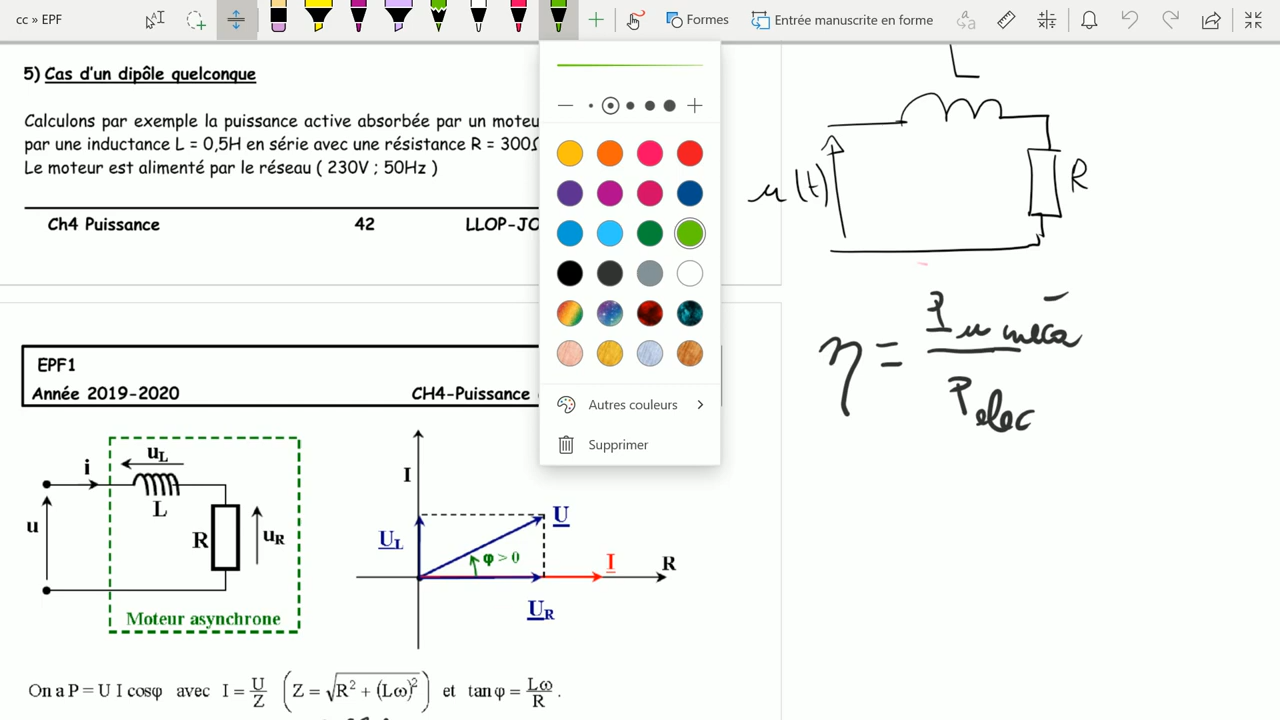 cc » EPF
Formes
Entrée manuscrite en forme
5) Cas d'un dipôle quelconque
Calculons par exemple la puissance active absorbée par un moteu
par une inductance L = 0,5H en série avec une résistance R = 300Ω
Le moteur est alimenté par le réseau ( 230V ; 50Hz )
Ch4 Puissance 42 LLOP-JO
EPF1
Année 2019-2020 CH4-Puissance
Autres couleurs
Supprimer
L
u(t)
R
η = P u méca / P elec
i
uL
L
u
R
uR
Moteur asynchrone
I
UL
U
φ > 0
I
R
UR
On a P = U I cosφ avec I = U/Z (Z = √(R² + (Lω)²)) et tan φ = Lω/R .